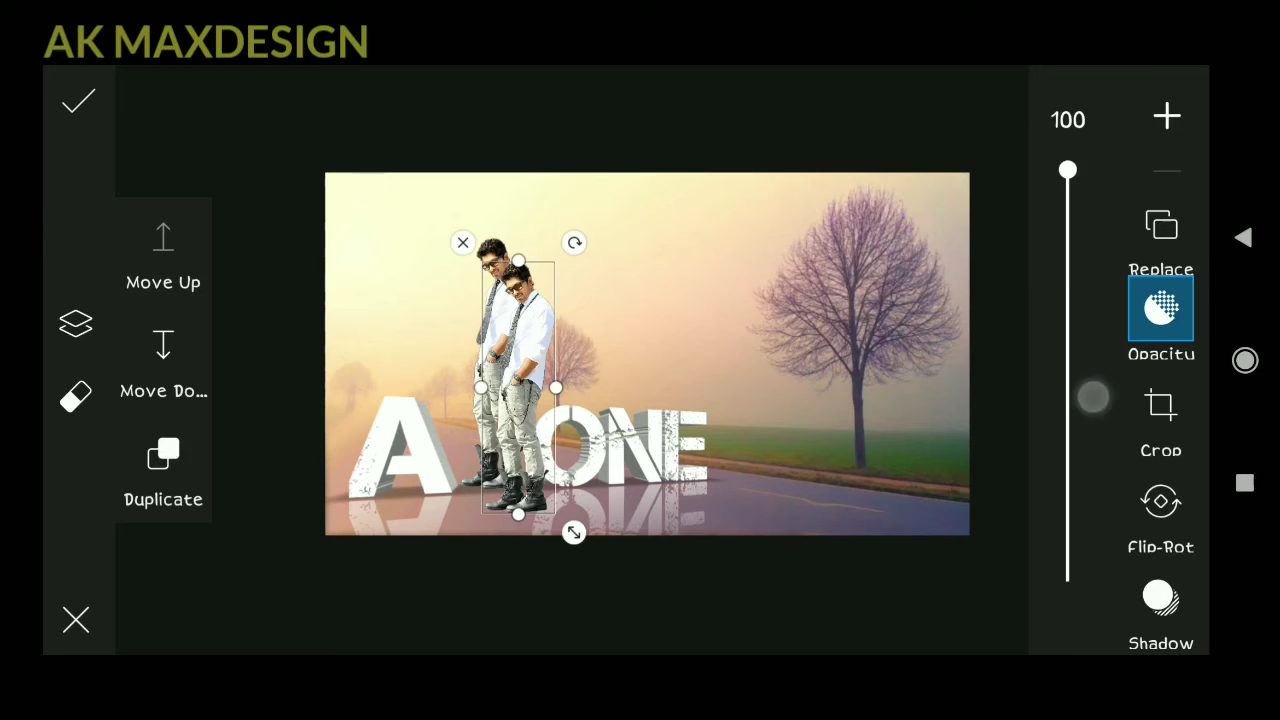 AK MAXDESIGN
100
Replace
Move Up
Opacity
Move Do...
Crop
Duplicate
Flip-Rot
Shadow
A ONE